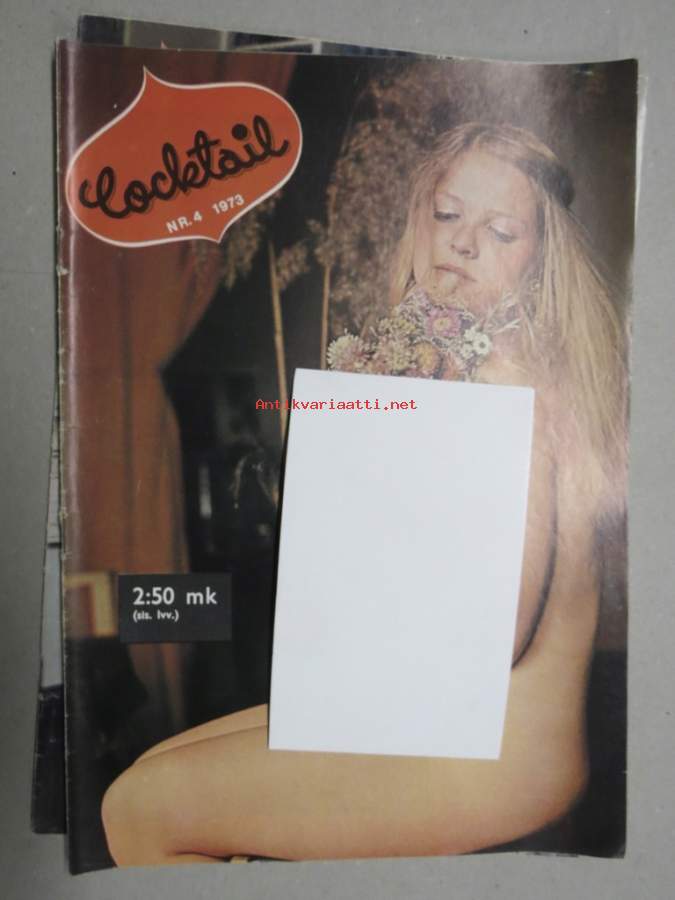 Cocktail
NR.4 1973
Antikvariaatti.net
2:50 mk
(sis. lvv.)